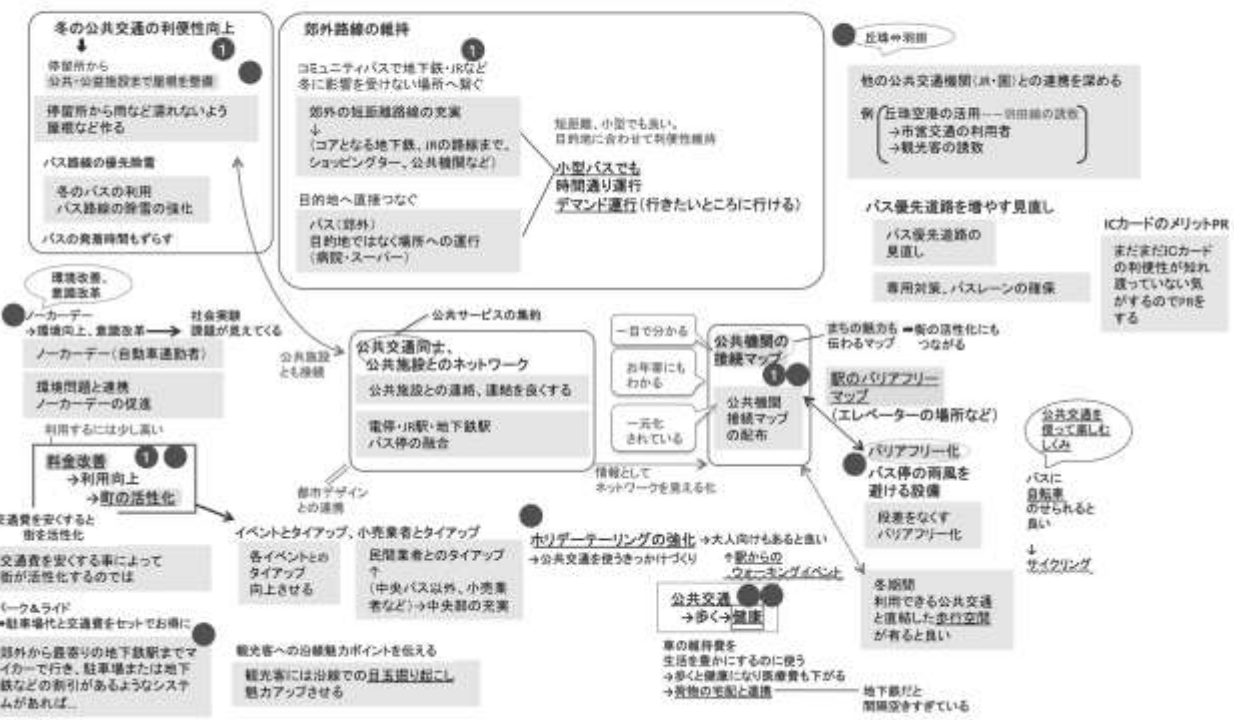 冬の公共交通の利便性向上
1
停留所から
公共・公益施設まで屋根を整備
停留所から雨など濡れないよう
屋根など作る
バス路線の優先除雪
冬のバスの利用
バス路線の除雪の強化
バスの発着時間もずらす
郊外路線の維持
1
コミュニティバスで地下鉄・JRなど
冬に影響を受けない場所へ繋ぐ
郊外の短距離路線の充実
↓
(コアとなる地下鉄、JRの路線まで、
ショッピングター、公共機関など)
目的地へ直接つなぐ
バス(郊外)
目的地ではなく場所への運行
(病院・スーパー)
短距離、小型でも良い。
目的地に合わせて利便性維持
小型バスでも
時間通り運行
デマンド運行(行きたいところに行ける)
丘珠⇔羽田
他の公共交通機関(JR・国)との連携を深める
例 丘珠空港の活用――羽田線の誘致
→市営交通の利用者
→観光客の誘致
バス優先道路を増やす見直し
バス優先道路の
見直し
専用対策、バスレーンの確保
ICカードのメリットPR
まだまだICカード
の利便性が知れ
渡っていない気
がするのでPRを
する
環境改善、
意識改革
ノーカーデー
→環境向上、意識改革
社会実験
課題が見えてくる
ノーカーデー(自動車通勤者)
環境問題と連携
ノーカーデーの促進
利用するには少し高い
料金改善
1
→利用向上
→町の活性化
交通費を安くすると
街を活性化
交通費を安くする事によって
街が活性化するのでは
パーク&ライド
➡駐車場代と交通費をセットでお得に
郊外から最寄りの地下鉄駅までマ
イカーで行き、駐車場または地下
鉄などの割引があるようなシステ
ムがあれば…
公共施設
とも接続
公共サービスの集約
公共交通同士、
公共施設とのネットワーク
公共施設との連絡、連結を良くする
電停・JR駅・地下鉄駅
バス停の融合
都市デザイン
との連携
情報として
ネットワークを見える化
一目で分かる
お年寄にも
わかる
一元化
されている
公共機関の
接続マップ
1
公共機関
接続マップ
の配布
まちの魅力も
伝わるマップ
➡街の活性化にも
つながる
駅のバリアフリー
マップ
(エレベーターの場所など)
バリアフリー化
バス停の雨風を
避ける設備
段差をなくす
バリアフリー化
公共交通を
使って楽しむ
しくみ
バスに
自転車
のせられると
良い
↓
サイクリング
イベントとタイアップ、小売業者とタイアップ
各イベントとの
タイアップ
向上させる
民間業者とのタイアップ
↑
(中央バス以外、小売業
者など)→中央部の充実
観光客への沿線魅力ポイントを伝える
観光客には沿線での目玉掘り起こし
魅力アップさせる
ホリデーテーリングの強化 →大人向けもあると良い
→公共交通を使うきっかけづくり
↑駅からの
ウォーキングイベント
公共交通
→歩く→健康
車の維持費を
生活を豊かにするのに使う
→歩くと健康になり医療費も下がる
→荷物の宅配と連携
地下鉄だと
間隔空きすぎている
冬期間
利用できる公共交通
と直結した歩行空間
が有ると良い